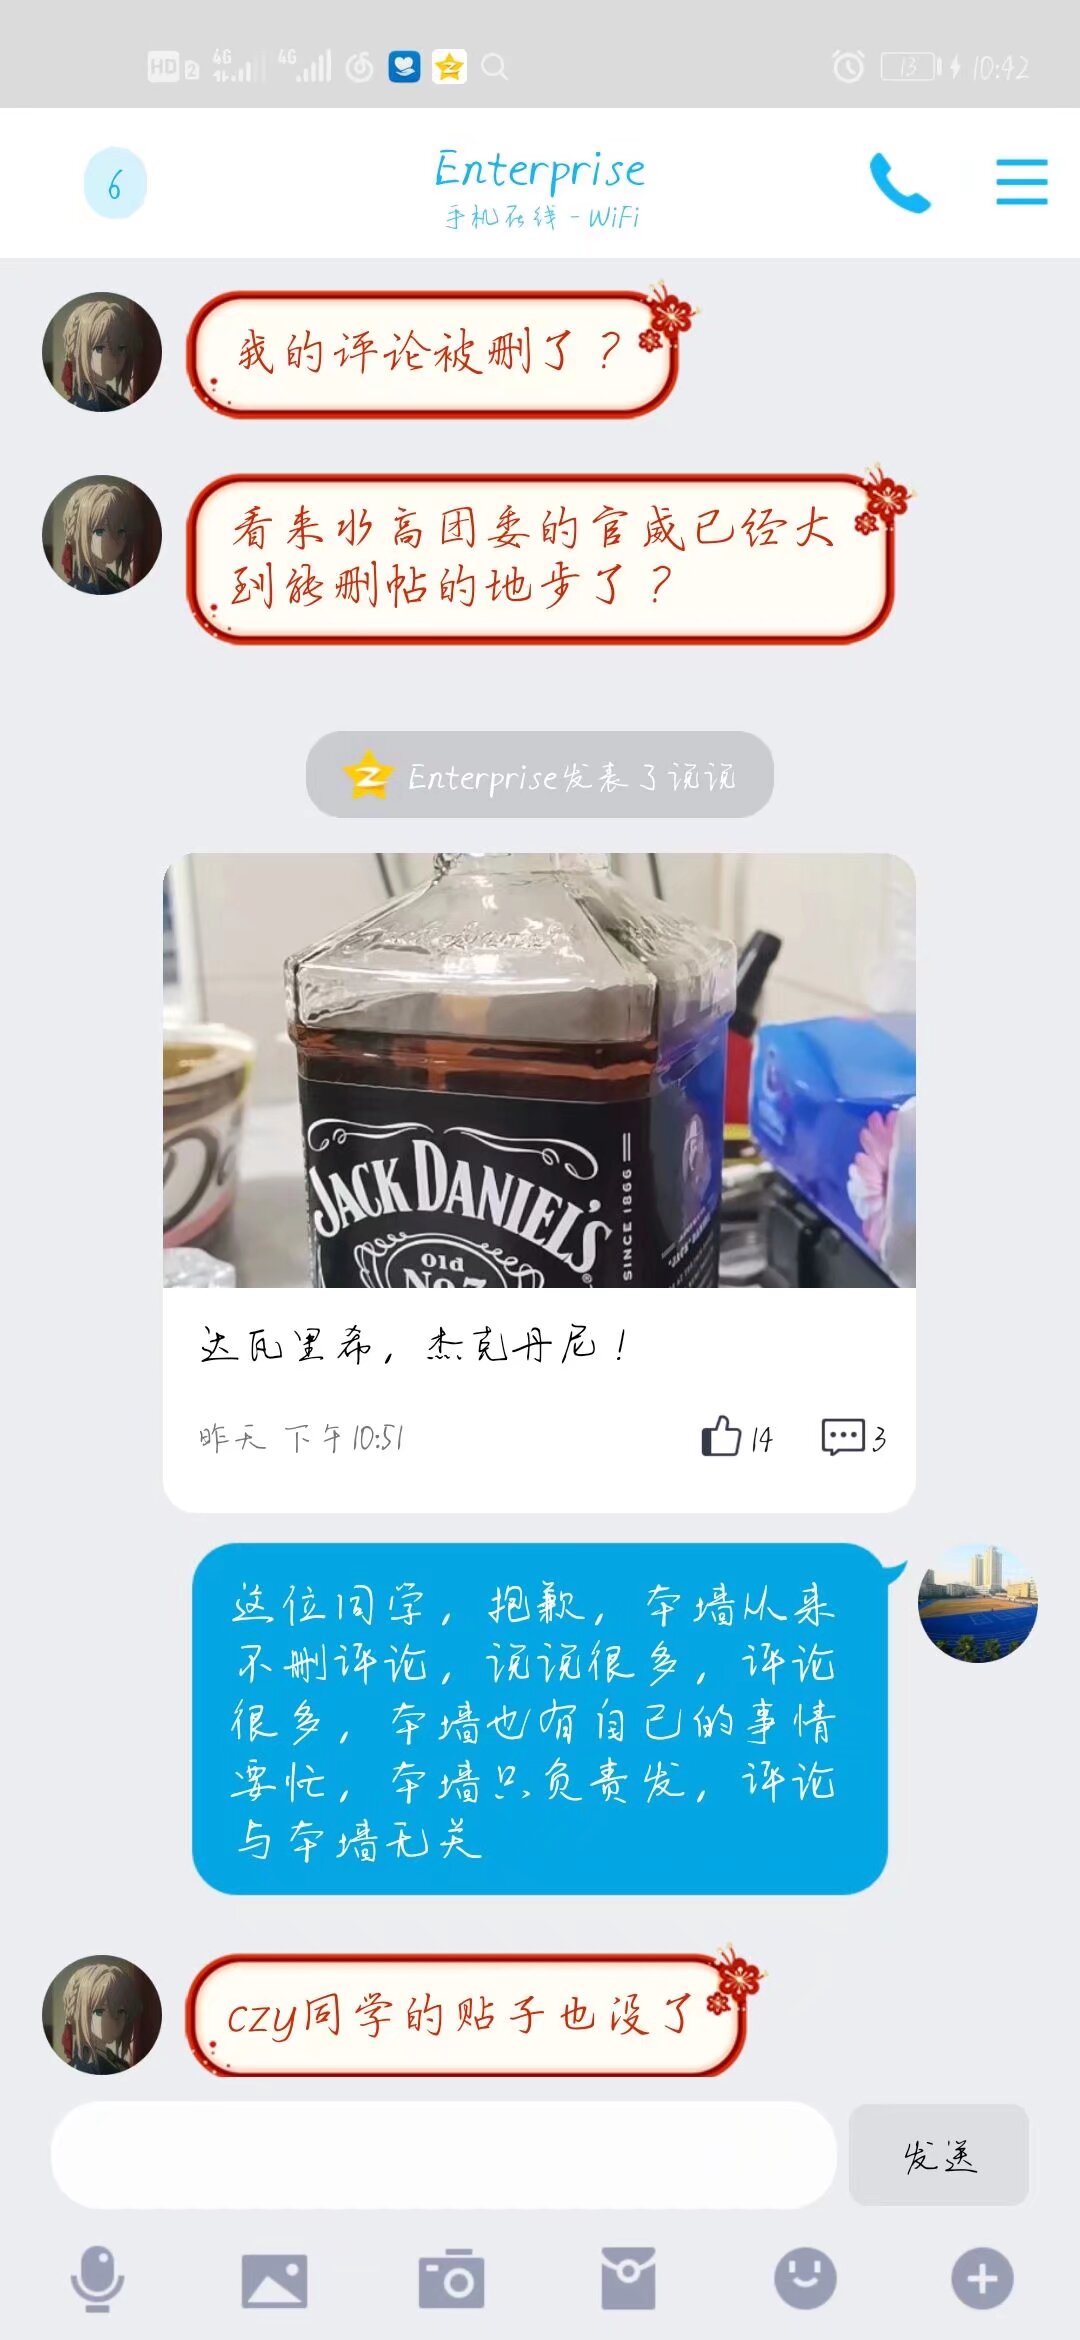 HD 2 4G 4G 13 10:42
6
Enterprise
手机在线 - WiFi
我的评论被删了？
看来水高团委的官威已经大
到能删帖的地步了？
Enterprise发表了说说
JACK DANIEL'S
Old
No.7
SINCE 1866
达瓦里希，杰克丹尼！
昨天 下午10:51
14
3
这位同学，抱歉，本墙从来
不删评论，说说很多，评论
很多，本墙也有自己的事情
要忙，本墙只负责发，评论
与本墙无关
czy同学的贴子也没了
发送